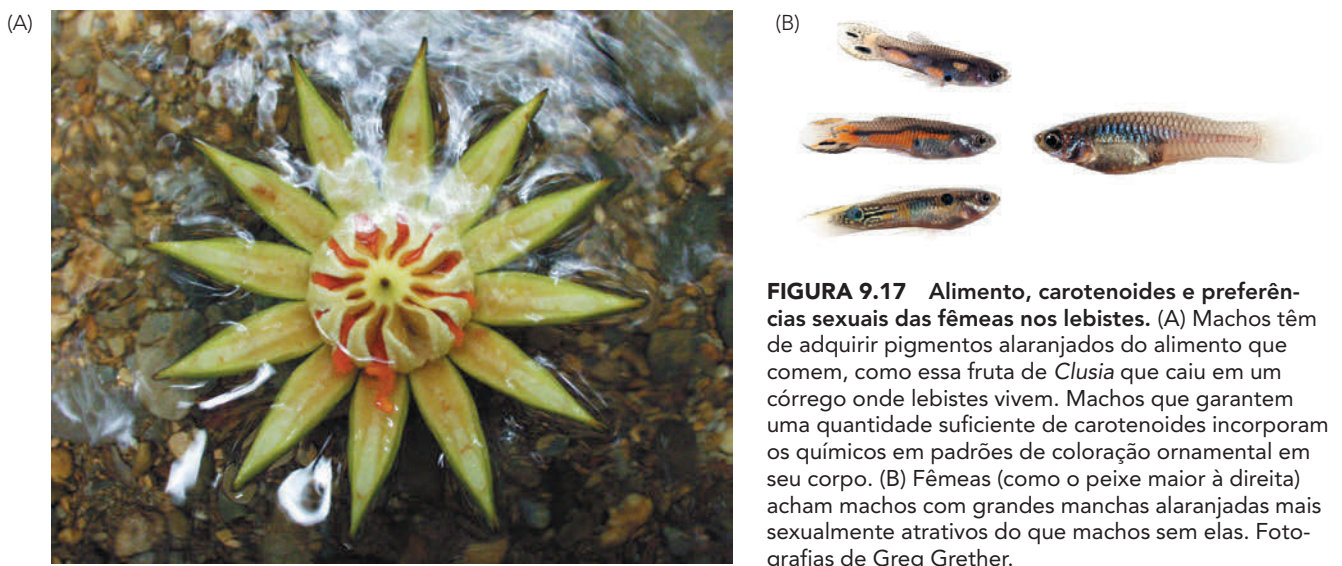 (A)
(B)
FIGURA 9.17 Alimento, carotenoides e preferên-
cias sexuais das fêmeas nos lebistes. (A) Machos têm
de adquirir pigmentos alaranjados do alimento que
comem, como essa fruta de Clusia que caiu em um
córrego onde lebistes vivem. Machos que garantem
uma quantidade suficiente de carotenoides incorporam
os químicos em padrões de coloração ornamental em
seu corpo. (B) Fêmeas (como o peixe maior à direita)
acham machos com grandes manchas alaranjadas mais
sexualmente atrativos do que machos sem elas. Foto-
grafias de Greg Grether.